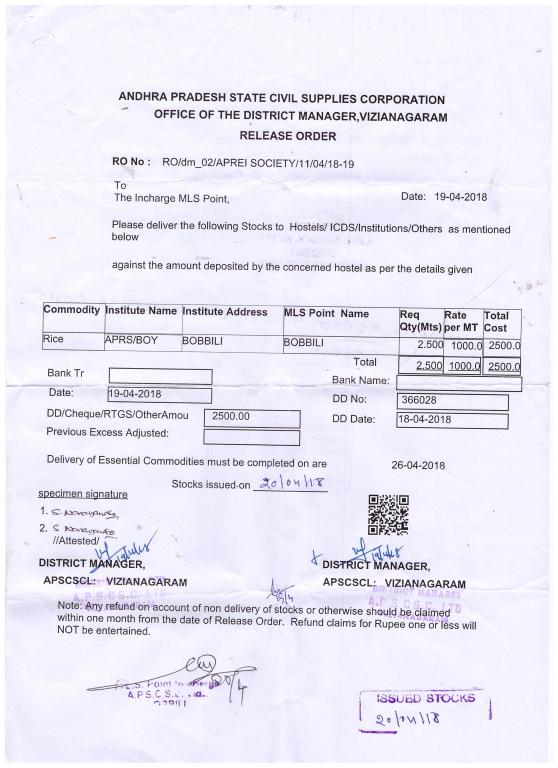 ANDHRA PRADESH STATE CIVIL SUPPLIES CORPORATION
OFFICE OF THE DISTRICT MANAGER,VIZIANAGARAM
RELEASE ORDER
RO No : RO/dm_02/APREI SOCIETY/11/04/18-19
To
The Incharge MLS Point, Date: 19-04-2018
Please deliver the following Stocks to Hostels/ ICDS/Institutions/Others as mentioned
below
against the amount deposited by the concerned hostel as per the details given
Commodity Institute Name Institute Address MLS Point Name Req Qty(Mts) Rate per MT Total Cost
Rice APRS/BOY BOBBILI BOBBILI 2.500 1000.0 2500.0
Total 2.500 1000.0 2500.0
Bank Tr Bank Name:
Date: 19-04-2018 DD No: 366028
DD/Cheque/RTGS/OtherAmou 2500.00 DD Date: 18-04-2018
Previous Excess Adjusted:
Delivery of Essential Commodities must be completed on are 26-04-2018
Stocks issued on 20/04/18
specimen signature
1. S.
2. S
//Attested/
DISTRICT MANAGER, DISTRICT MANAGER,
APSCSCL: VIZIANAGARAM APSCSCL: VIZIANAGARAM
DISTRICT MANAGER
A.P.S.C.S.C. LTD
Note: Any refund on account of non delivery of stocks or otherwise should be claimed
within one month from the date of Release Order. Refund claims for Rupee one or less will
NOT be entertained.
20/4
Point
A.P.S.C.S.
ISSUED STOCKS
20/04/18